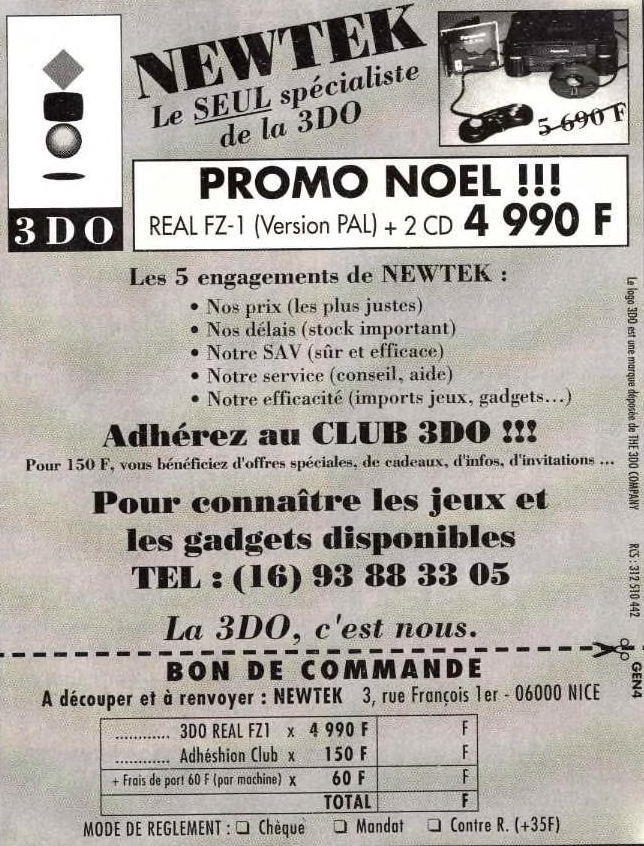 NEWTEK
Le SEUL spécialiste
de la 3DO
5 690 F
3DO
PROMO NOEL !!!
REAL FZ-1 (Version PAL) + 2 CD 4 990 F
Les 5 engagements de NEWTEK :
• Nos prix (les plus justes)
• Nos délais (stock important)
• Notre SAV (sûr et efficace)
• Notre service (conseil, aide)
• Notre efficacité (imports jeux, gadgets...)
Adhérez au CLUB 3DO !!!
Pour 150 F, vous bénéficiez d'offres spéciales, de cadeaux, d'infos, d'invitations ...
Pour connaître les jeux et
les gadgets disponibles
TEL : (16) 93 88 33 05
La 3DO, c'est nous.
La logo 3DO est une marque déposée de THE 3DO COMPANY RCS : 312 510 442
GEN4
BON DE COMMANDE
A découper et à renvoyer : NEWTEK 3, rue François 1er - 06000 NICE
............ 3DO REAL FZ1 x 4 990 F F
............ Adhéshion Club x 150 F F
+ Frais de port 60 F (par machine) x 60 F F
TOTAL F
MODE DE REGLEMENT : ☐ Chèque ☐ Mandat ☐ Contre R. (+35F)